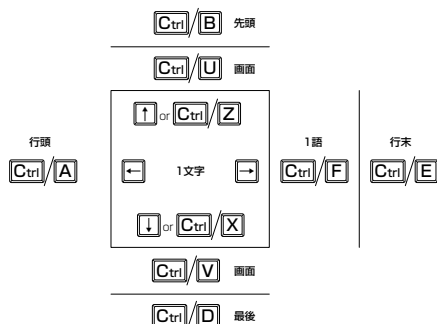 Ctrl/B 先頭
Ctrl/U 画面
↑ or Ctrl/Z
行頭
Ctrl/A
← 1文字 →
1語
Ctrl/F
行末
Ctrl/E
↓ or Ctrl/X
Ctrl/V 画面
Ctrl/D 最後